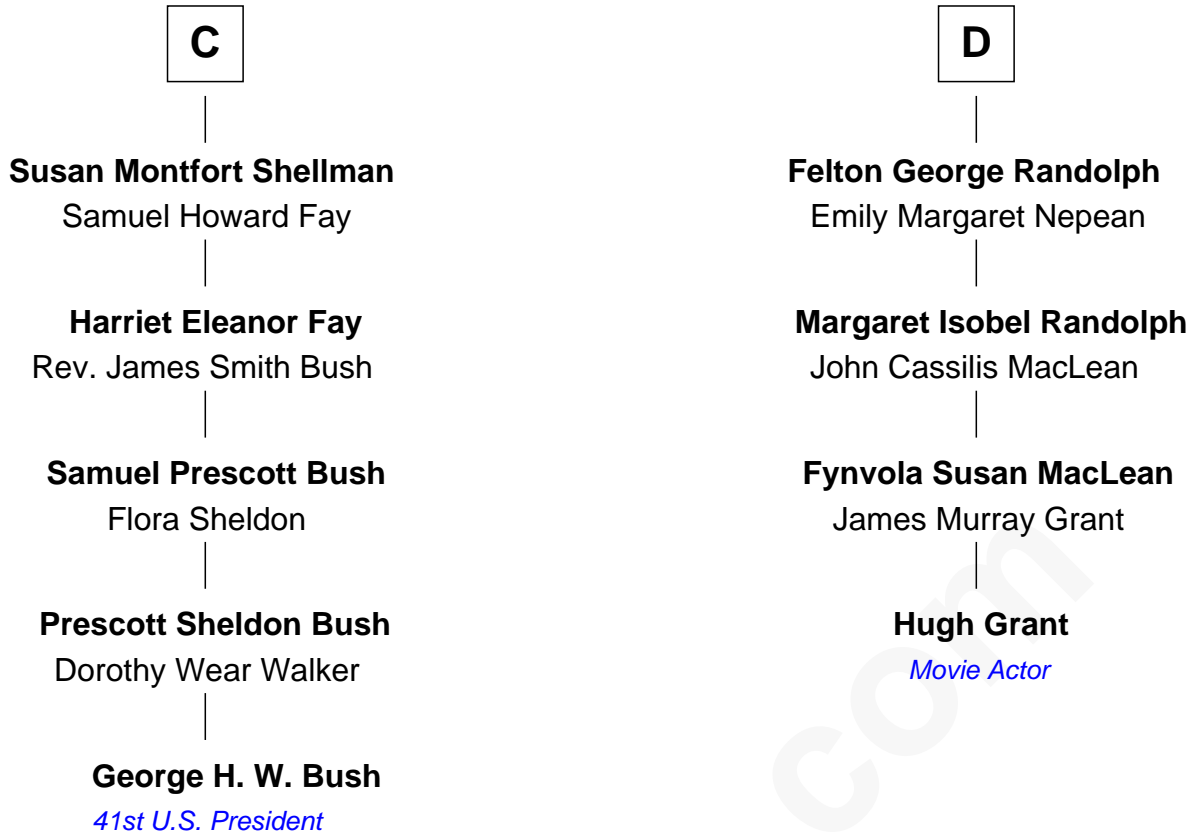 C
Susan Montfort Shellman
Samuel Howard Fay
Harriet Eleanor Fay
Rev. James Smith Bush
Samuel Prescott Bush
Flora Sheldon
Prescott Sheldon Bush
Dorothy Wear Walker
George H. W. Bush
41st U.S. President
D
Felton George Randolph
Emily Margaret Nepean
Margaret Isobel Randolph
John Cassilis MacLean
Fynvola Susan MacLean
James Murray Grant
Hugh Grant
Movie Actor
com